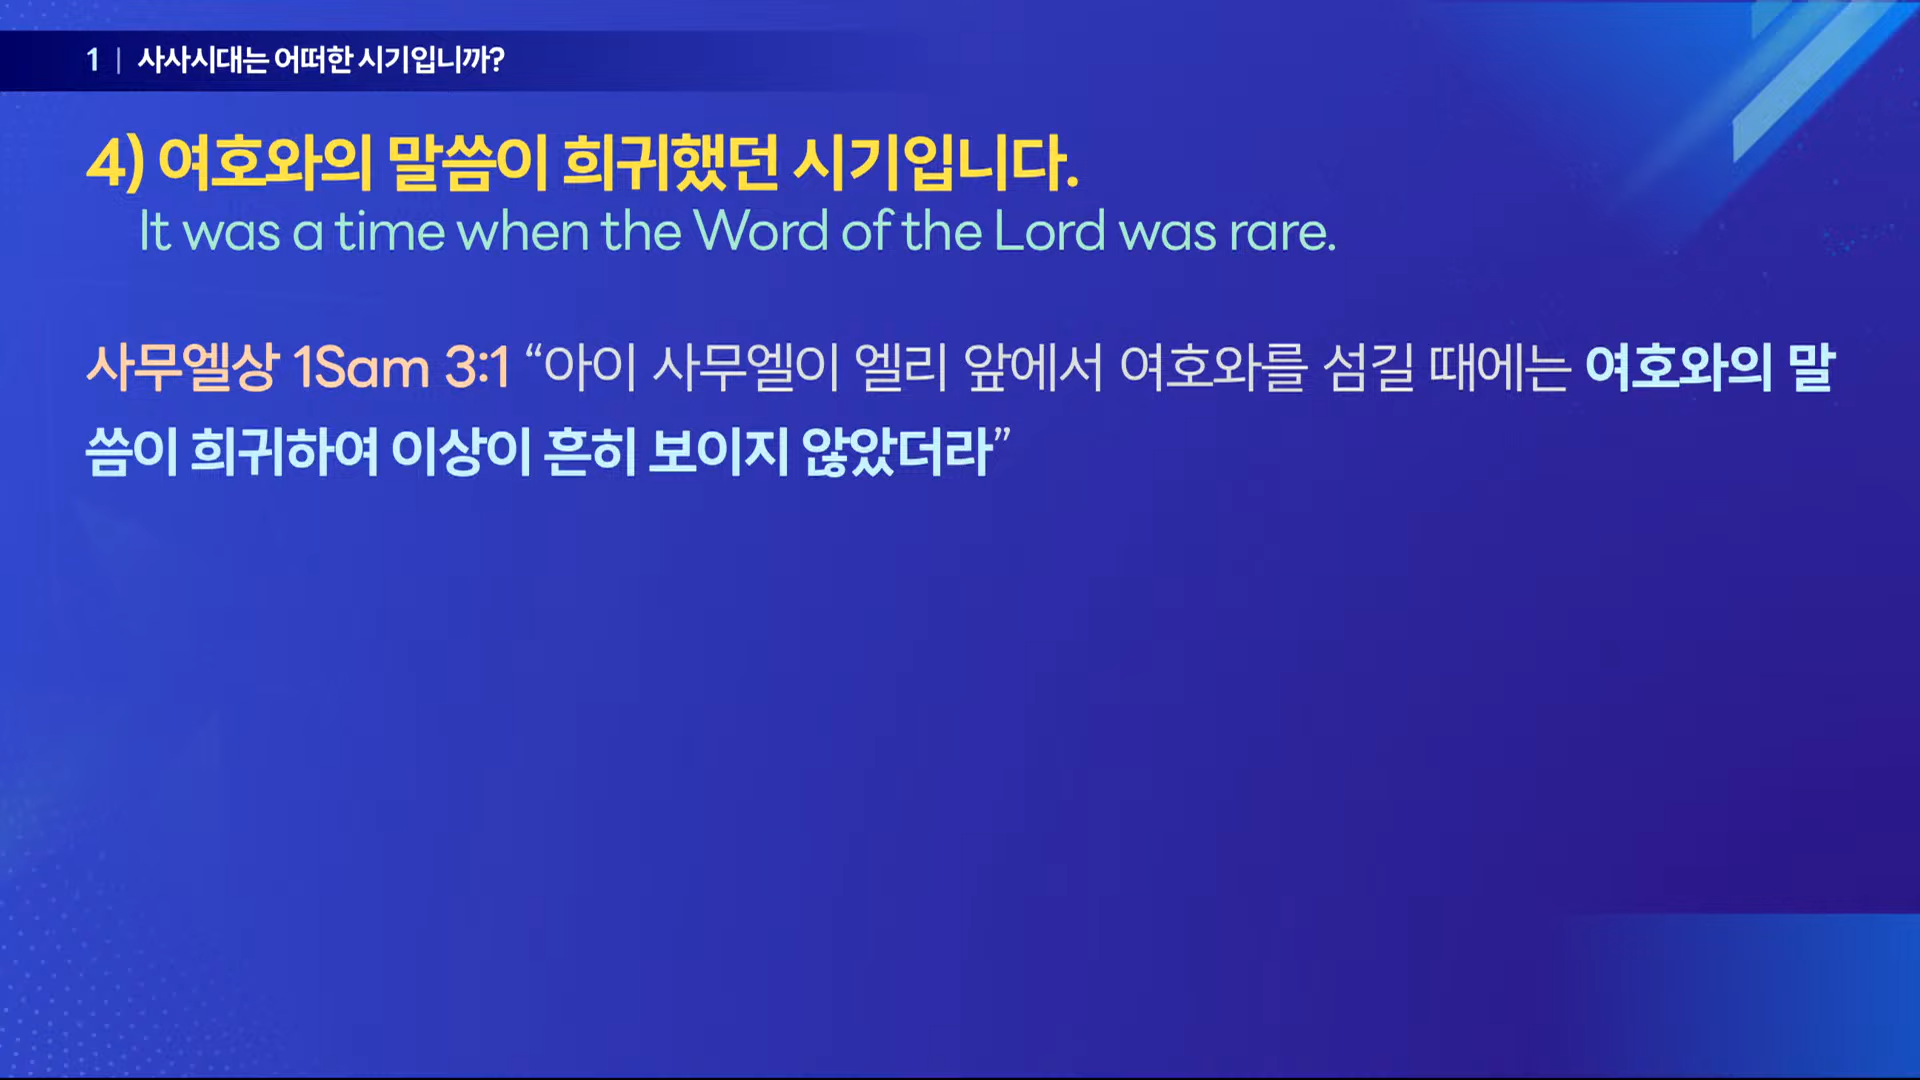 1 | 사사시대는 어떠한 시기입니까?
4) 여호와의 말씀이 희귀했던 시기입니다.
It was a time when the Word of the Lord was rare.
사무엘상 1Sam 3:1 “아이 사무엘이 엘리 앞에서 여호와를 섬길 때에는 여호와의 말
씀이 희귀하여 이상이 흔히 보이지 않았더라”